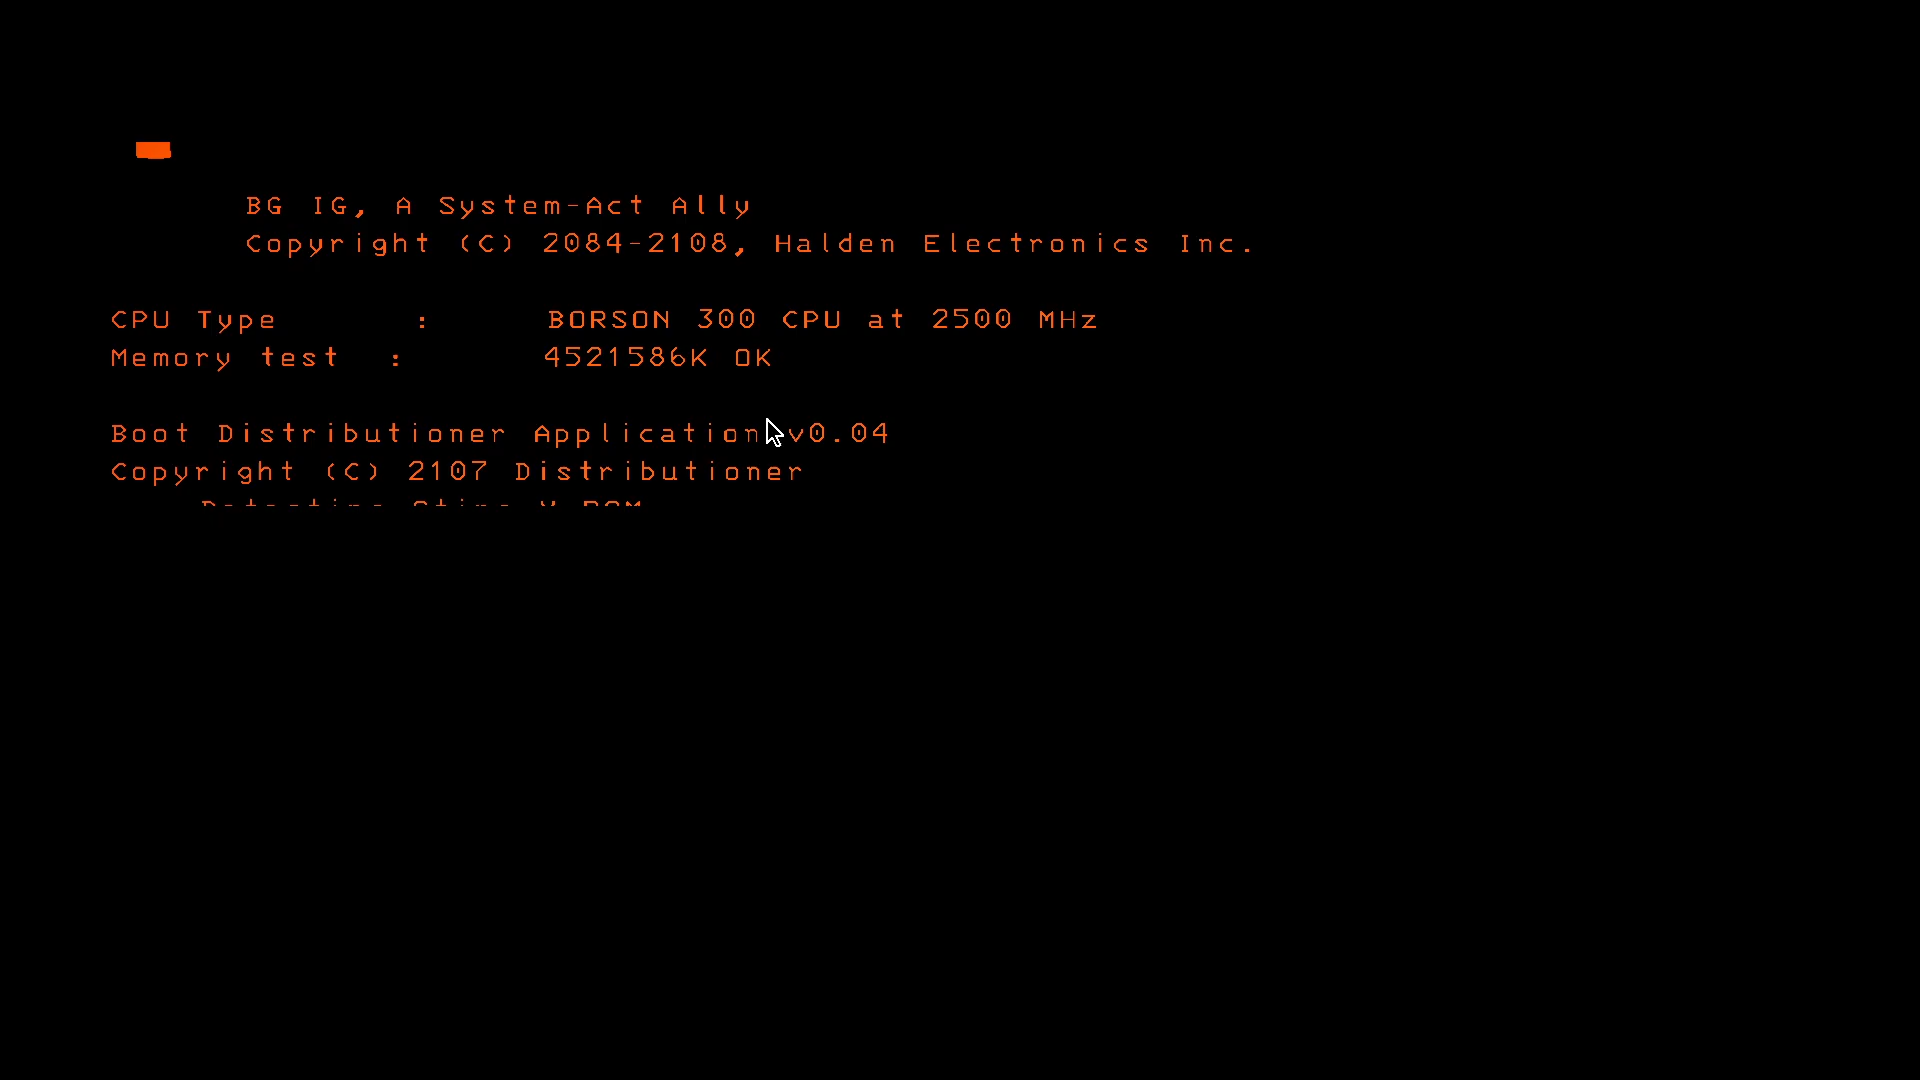 BG IG, A System-Act Ally
Copyright (C) 2084-2108, Halden Electronics Inc.
CPU Type : BORSON 300 CPU at 2500 MHz
Memory test : 4521586K OK
Boot Distributioner Application v0.04
Copyright (C) 2107 Distributioner